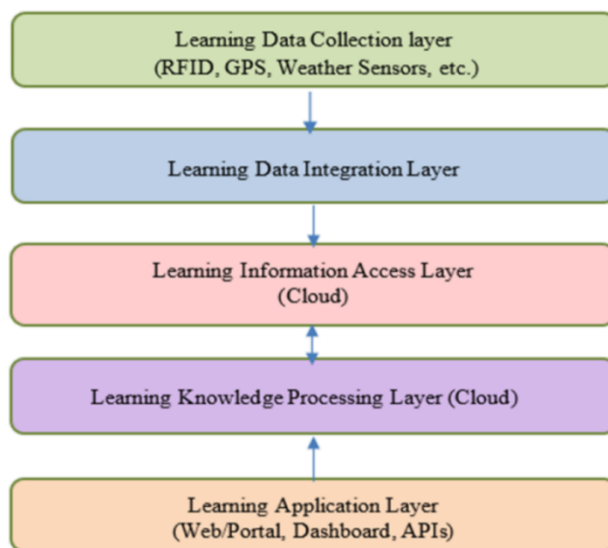 Learning Data Collection layer
(RFID, GPS, Weather Sensors, etc.)
Learning Data Integration Layer
Learning Information Access Layer
(Cloud)
Learning Knowledge Processing Layer (Cloud)
Learning Application Layer
(Web/Portal, Dashboard, APIs)